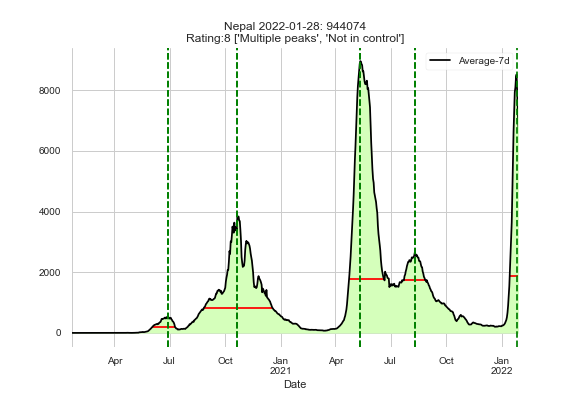 Nepal 2022-01-28: 944074
Rating:8 ['Multiple peaks', 'Not in control']
Average-7d
8000
6000
4000
2000
0
Apr Jul Oct Jan Apr Jul Oct Jan
2021 2022
Date